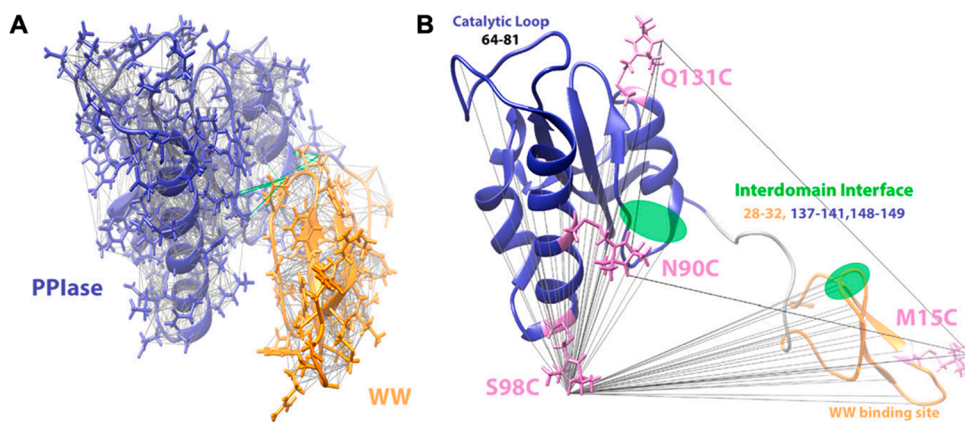 A
PPIase
WW
B
Catalytic Loop
64-81
Q131C
Interdomain Interface
28-32, 137-141,148-149
N90C
M15C
S98C
WW binding site